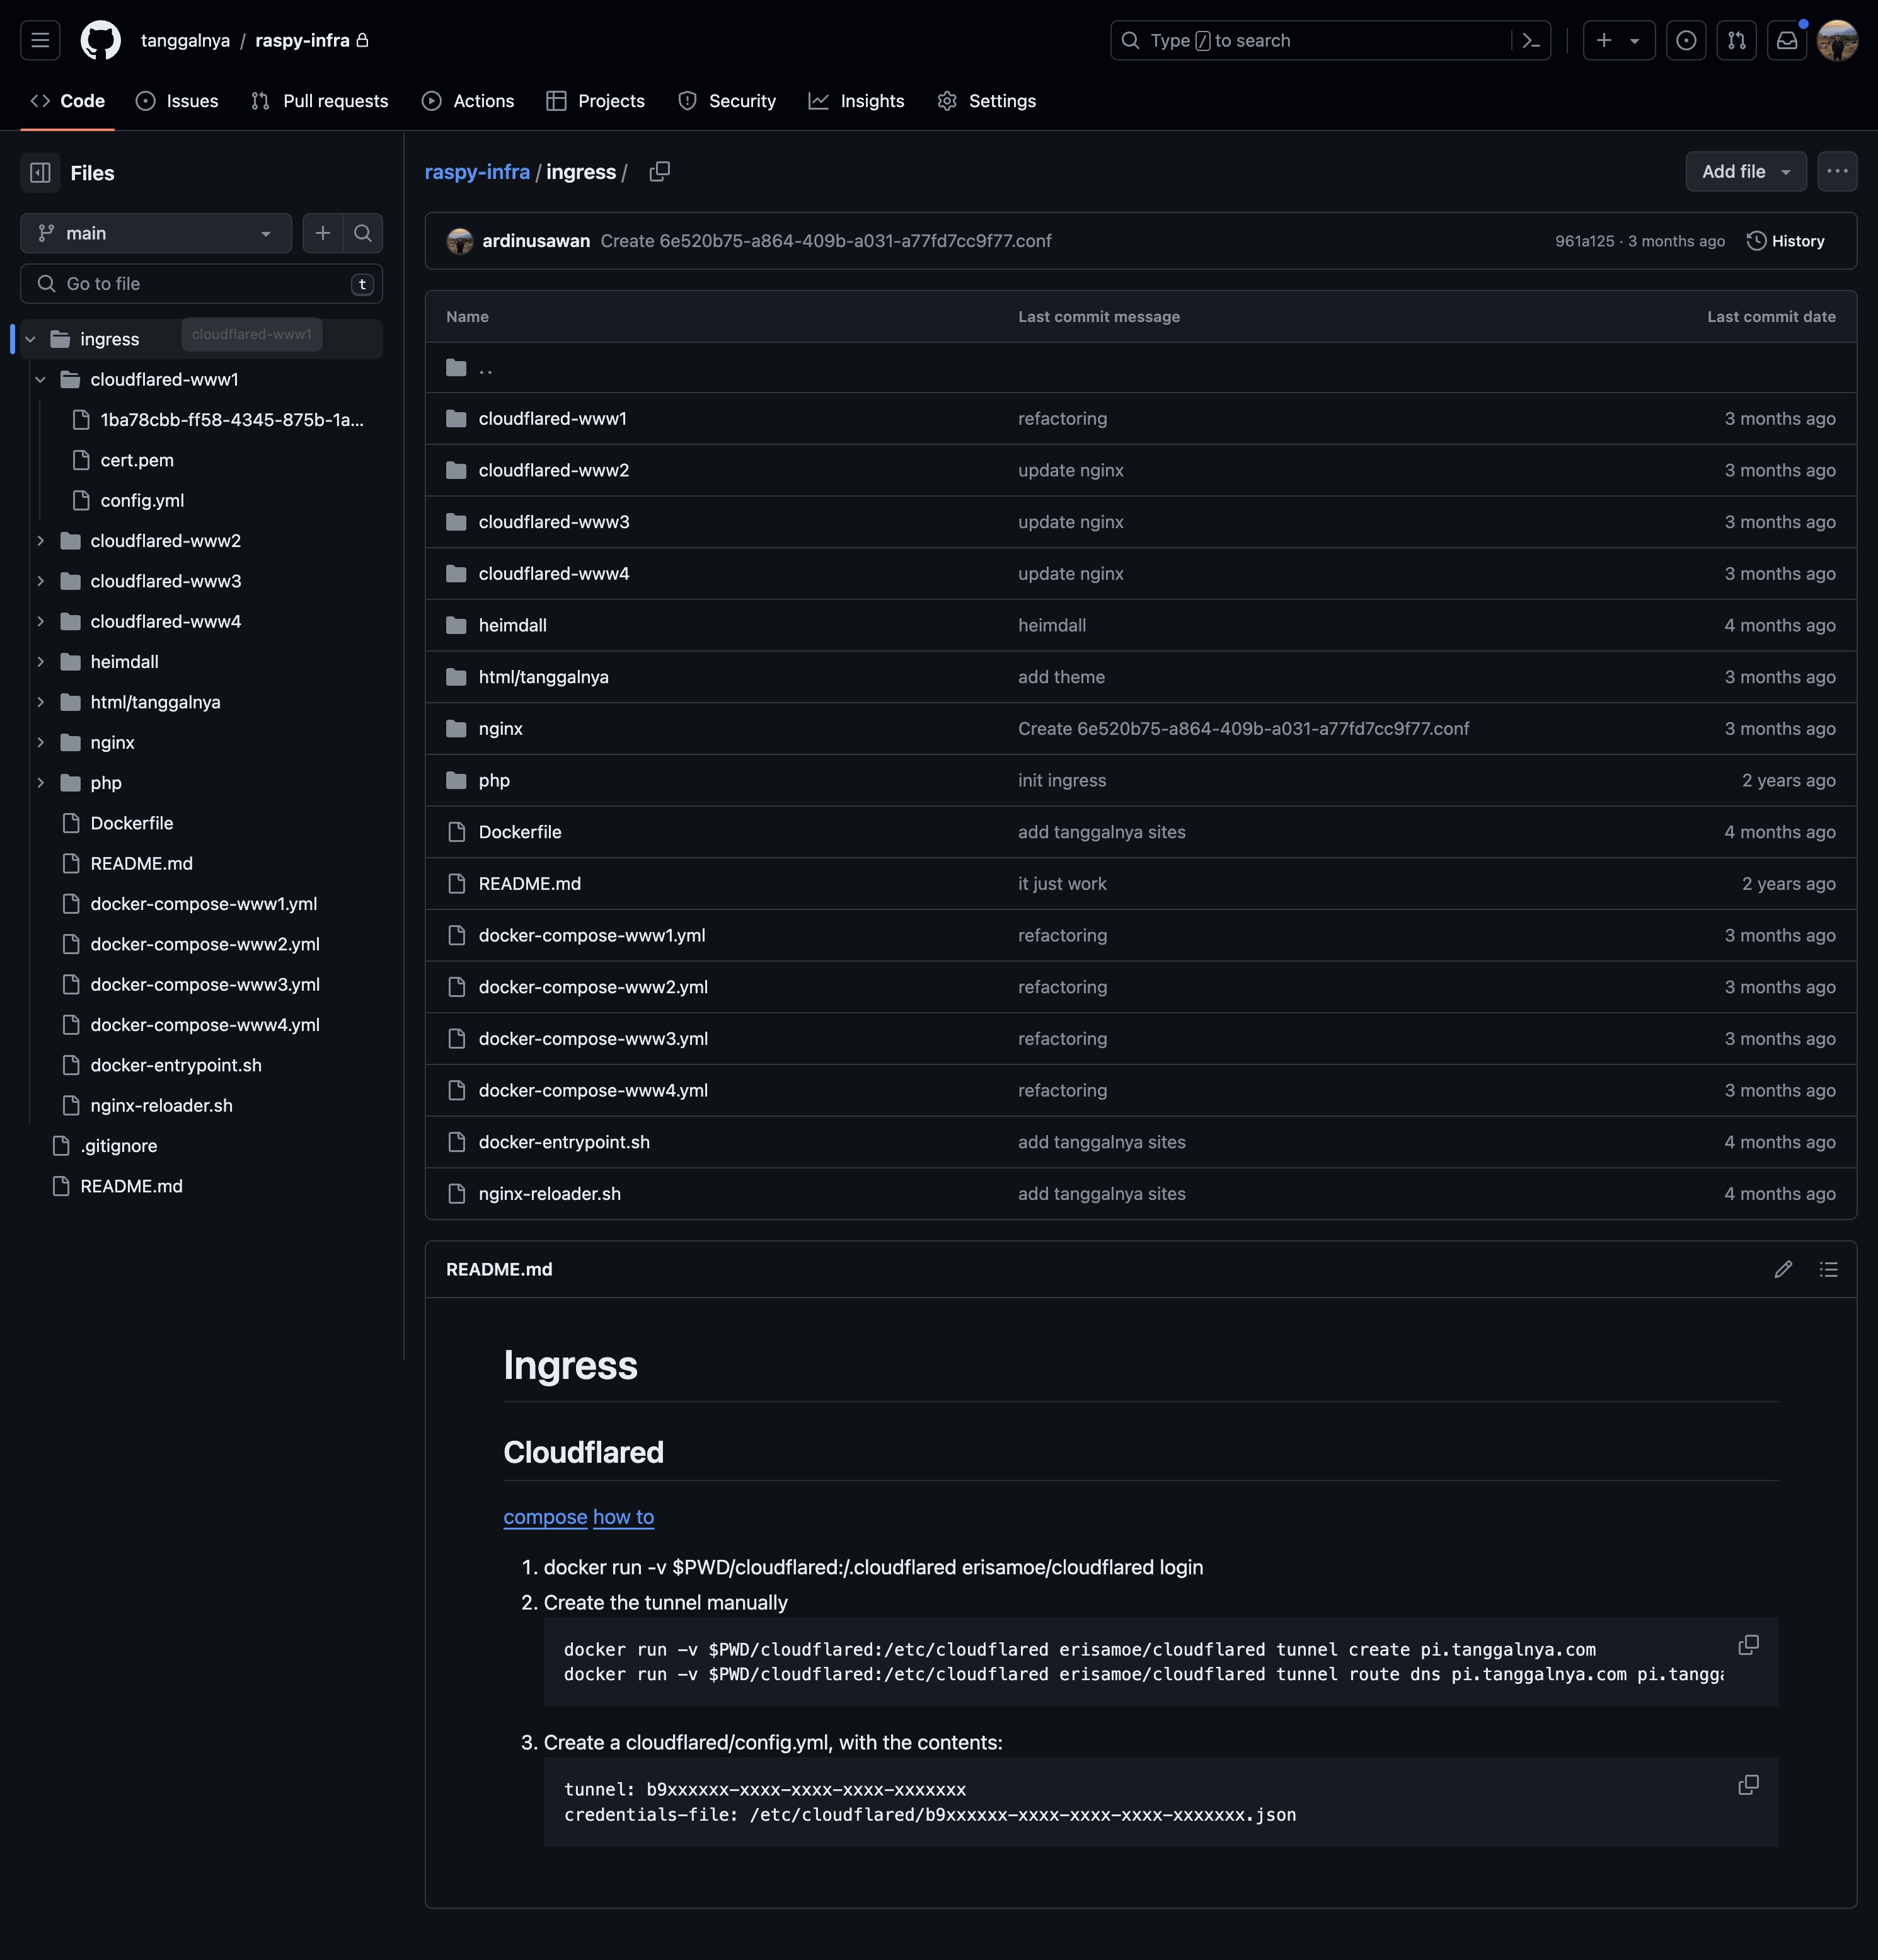 tanggalnya / raspy-infra
Type / to search
Code Issues Pull requests Actions Projects Security Insights Settings
Files
main
Go to file t
ingress
cloudflared-www1
cloudflared-www1
1ba78cbb-ff58-4345-875b-1a...
cert.pem
config.yml
cloudflared-www2
cloudflared-www3
cloudflared-www4
heimdall
html/tanggalnya
nginx
php
Dockerfile
README.md
docker-compose-www1.yml
docker-compose-www2.yml
docker-compose-www3.yml
docker-compose-www4.yml
docker-entrypoint.sh
nginx-reloader.sh
.gitignore
README.md
raspy-infra / ingress /
Add file
ardinusawan Create 6e520b75-a864-409b-a031-a77fd7cc9f77.conf 961a125 · 3 months ago History
Name Last commit message Last commit date
..
cloudflared-www1 refactoring 3 months ago
cloudflared-www2 update nginx 3 months ago
cloudflared-www3 update nginx 3 months ago
cloudflared-www4 update nginx 3 months ago
heimdall heimdall 4 months ago
html/tanggalnya add theme 3 months ago
nginx Create 6e520b75-a864-409b-a031-a77fd7cc9f77.conf 3 months ago
php init ingress 2 years ago
Dockerfile add tanggalnya sites 4 months ago
README.md it just work 2 years ago
docker-compose-www1.yml refactoring 3 months ago
docker-compose-www2.yml refactoring 3 months ago
docker-compose-www3.yml refactoring 3 months ago
docker-compose-www4.yml refactoring 3 months ago
docker-entrypoint.sh add tanggalnya sites 4 months ago
nginx-reloader.sh add tanggalnya sites 4 months ago
README.md
Ingress
Cloudflared
compose how to
1. docker run -v $PWD/cloudflared:/.cloudflared erisamoe/cloudflared login
2. Create the tunnel manually
docker run -v $PWD/cloudflared:/etc/cloudflared erisamoe/cloudflared tunnel create pi.tanggalnya.com
docker run -v $PWD/cloudflared:/etc/cloudflared erisamoe/cloudflared tunnel route dns pi.tanggalnya.com pi.tangga
3. Create a cloudflared/config.yml, with the contents:
tunnel: b9xxxxxx-xxxx-xxxx-xxxx-xxxxxxx
credentials-file: /etc/cloudflared/b9xxxxxx-xxxx-xxxx-xxxx-xxxxxxx.json